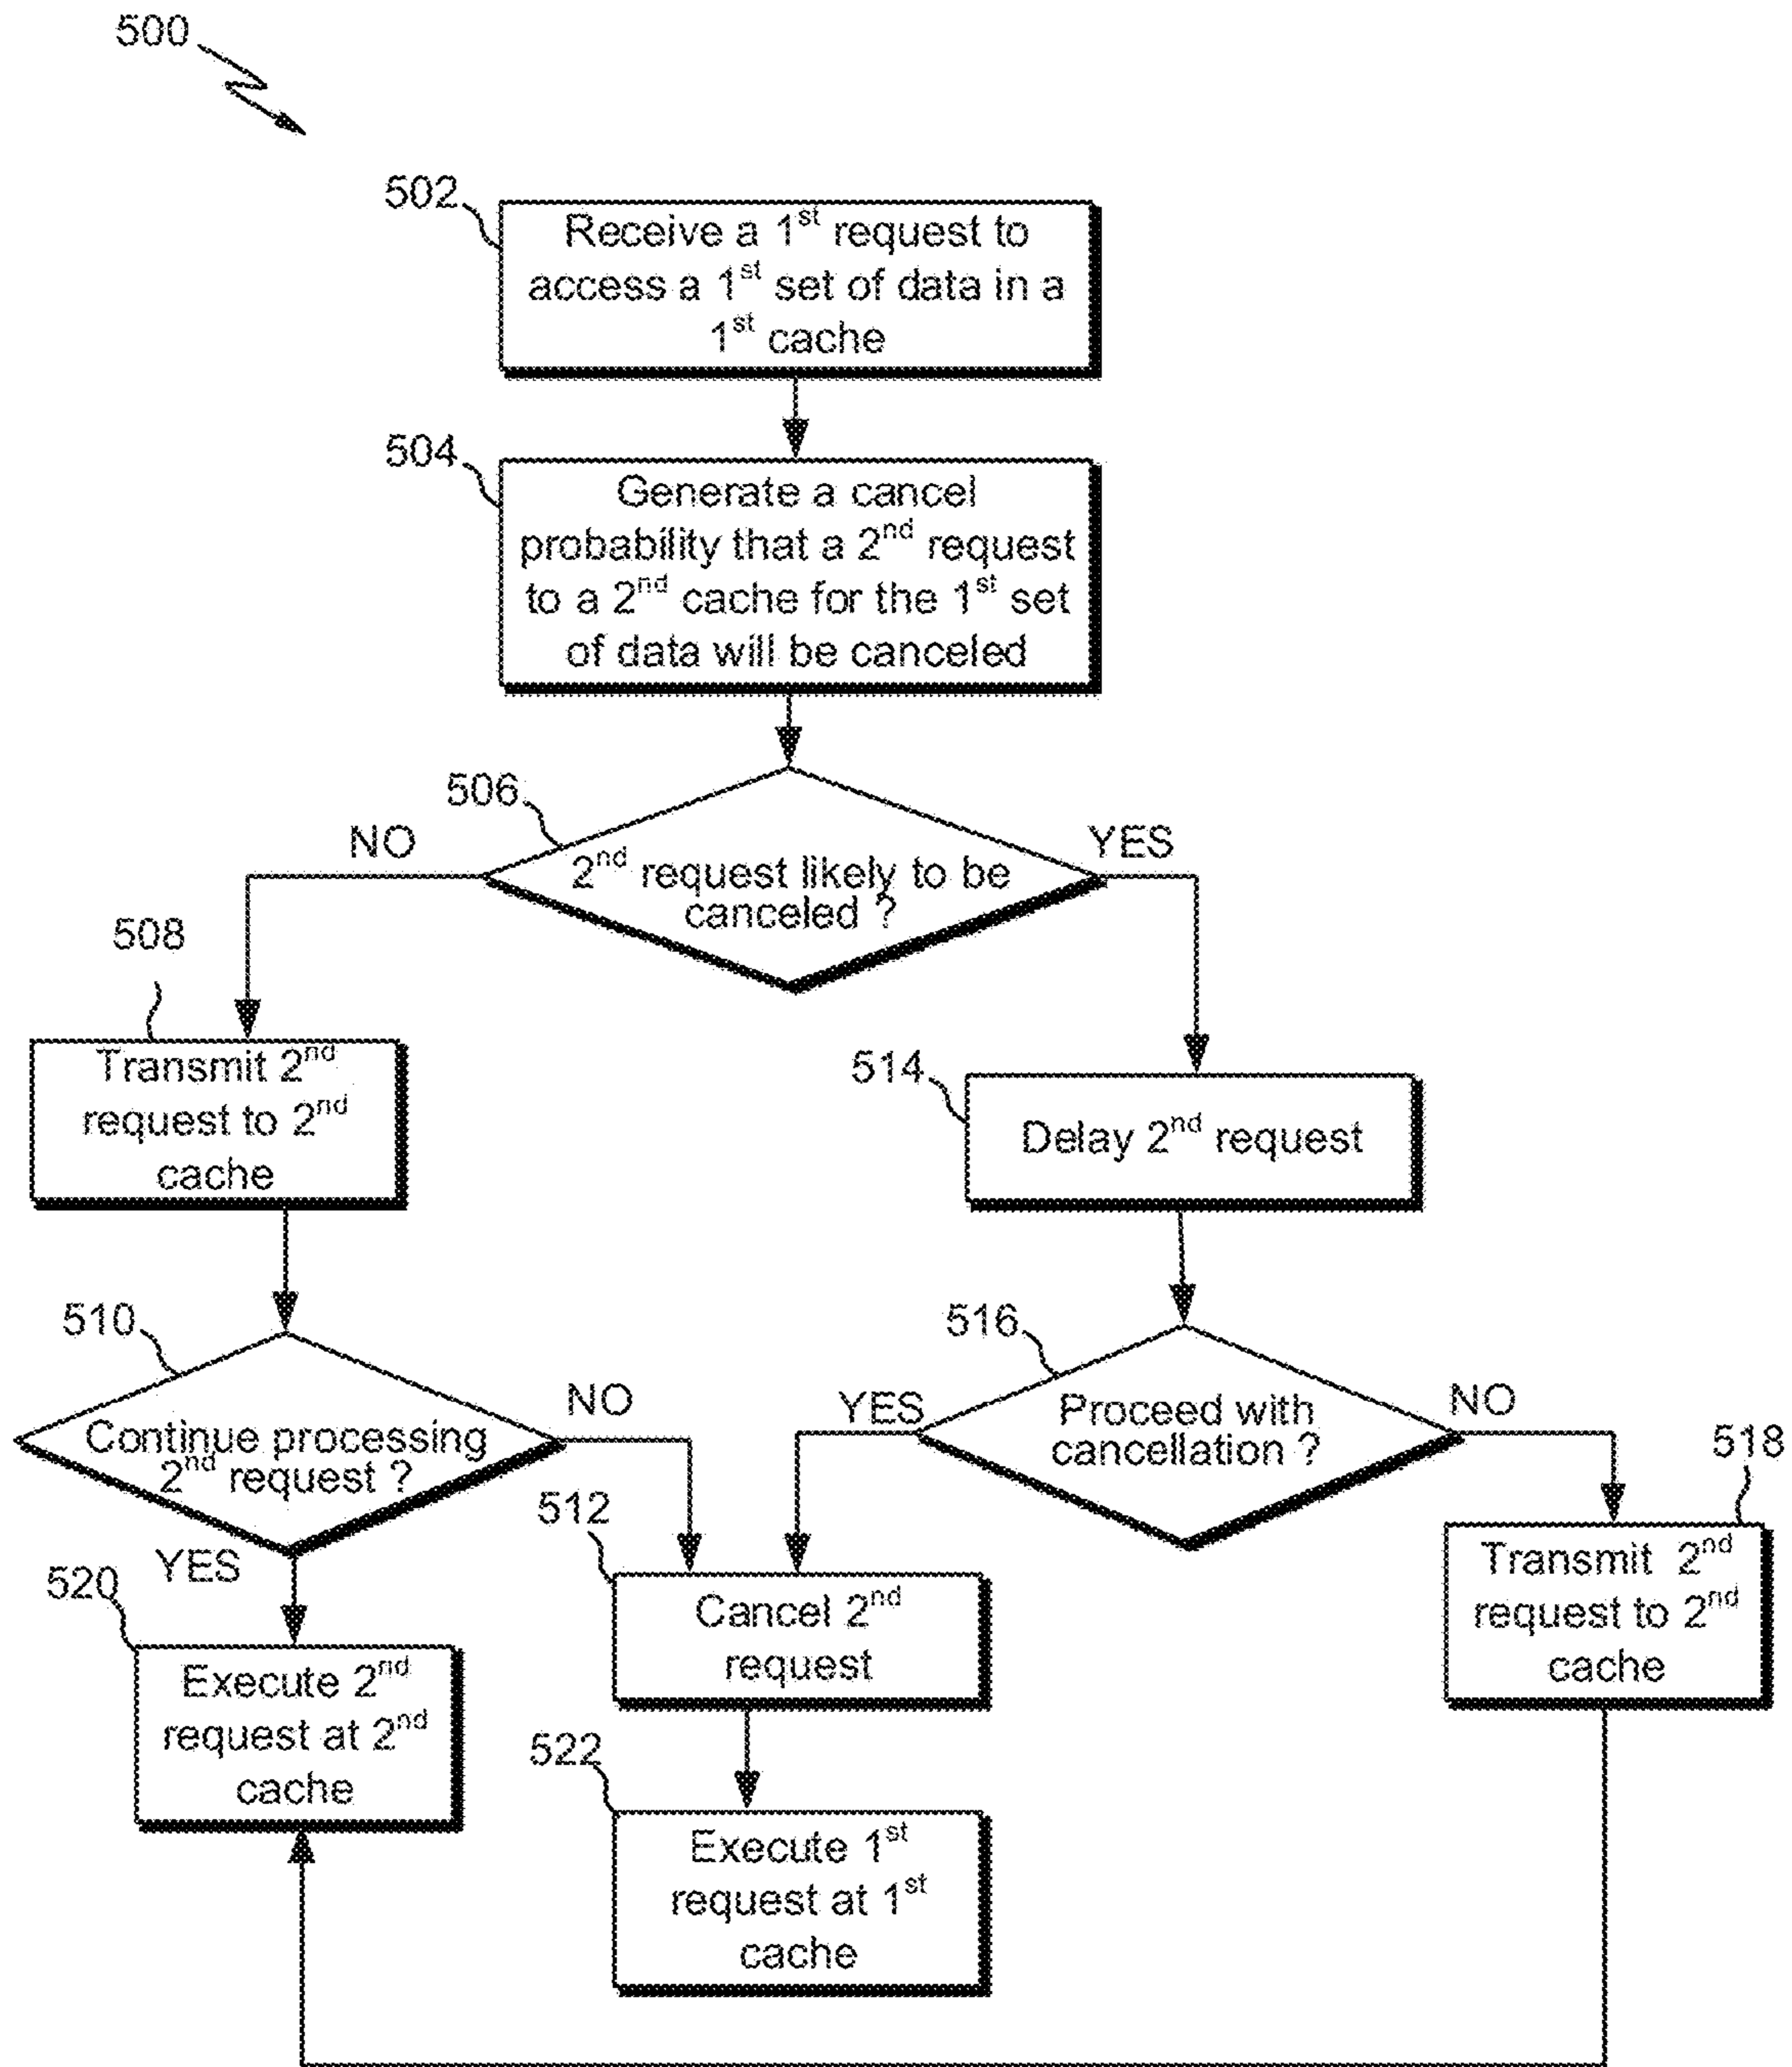 500
502
Receive a 1st request to
access a 1st set of data in a
1st cache
504
Generate a cancel
probability that a 2nd request
to a 2nd cache for the 1st set
of data will be canceled
506
NO
YES
2nd request likely to be
canceled ?
508
Transmit 2nd
request to 2nd
cache
514
Delay 2nd request
510
Continue processing
2nd request ?
NO
YES
516
Proceed with
cancellation ?
YES
NO
518
Transmit 2nd
request to 2nd
cache
512
Cancel 2nd
request
520
Execute 2nd
request at 2nd
cache
522
Execute 1st
request at 1st
cache